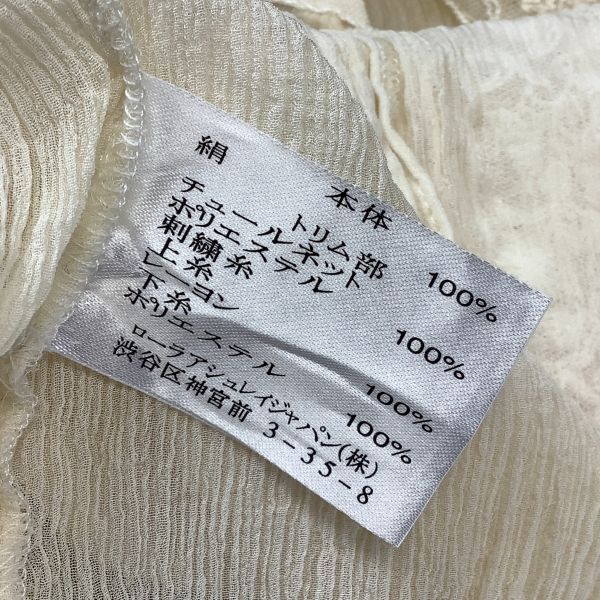 本体
絹 100%
トリム部
チュールネット
ポリエステル 100%
刺繍糸
上糸
レーヨン 100%
下糸
ポリエステル 100%
ローラアシュレイジャパン(株)
渋谷区神宮前 3-35-8